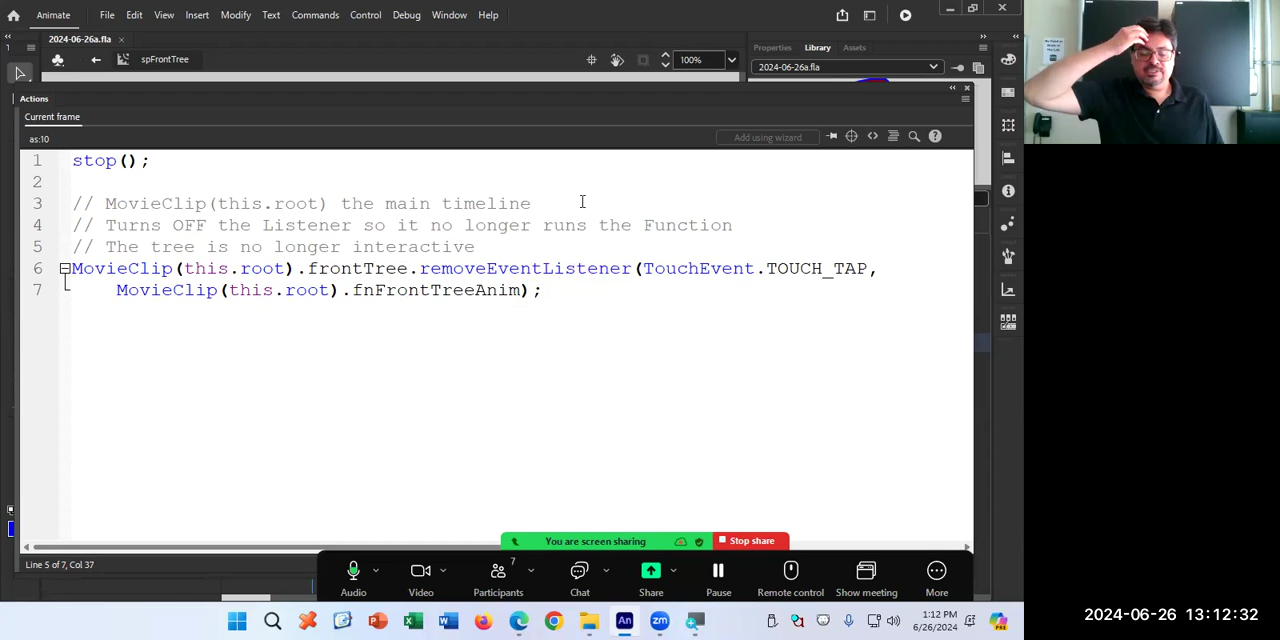 Animate File Edit View Insert Modify Text Commands Control Debug Window Help
2024-06-26a.fla
spFrontTree 100%
Properties Library Assets
2024-06-26a.fla
Actions
Current frame
as:10 Add using wizard
1 stop();
2
3 // MovieClip(this.root) the main timeline
4 // Turns OFF the Listener so it no longer runs the Function
5 // The tree is no longer interactive
6 MovieClip(this.root).frontTree.removeEventListener(TouchEvent.TOUCH_TAP,
7 MovieClip(this.root).fnFrontTreeAnim);
You are screen sharing Stop share
Line 5 of 7, Col 37
7
Audio Video Participants Chat Share Pause Remote control Show meeting More
1:12 PM
6/26/2024
2024-06-26 13:12:32